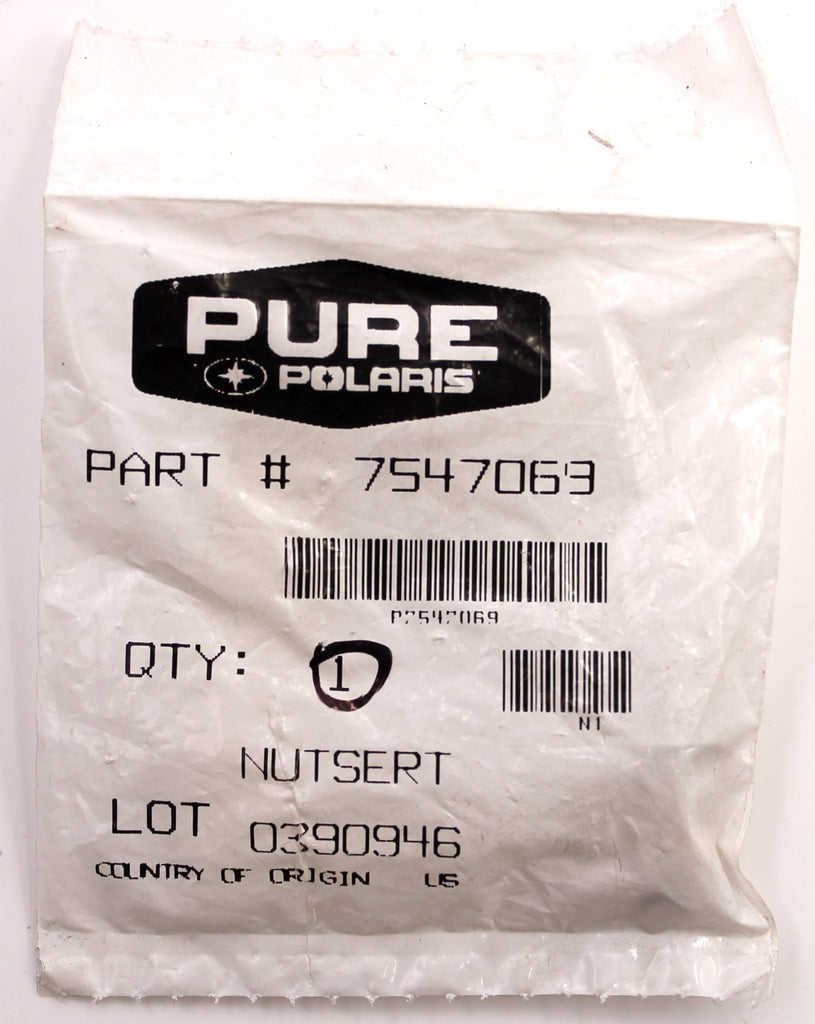 PURE
POLARIS
PART # 7547069
P7547069
QTY: 1
N1
NUTSERT
LOT 0390946
COUNTRY OF ORIGIN US